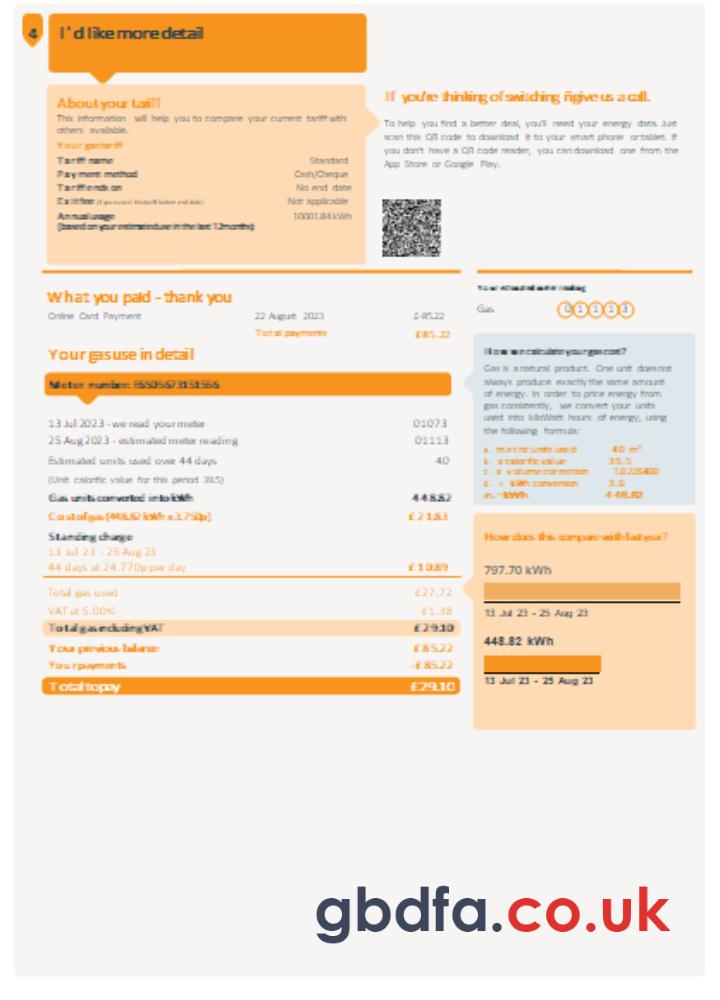 4
I'd like more detail
About your tariff
This information will help you to compare your current tariff with
others available.
Your gas tariff
Tariff name Standard
Payment method Cash/Cheque
Tariff ends on No end date
Exit fee (if you cancel this tariff before end date) Not applicable
Annual usage 10001.84 kWh
(based on your estimated use in the last 12 months)
If you're thinking of switching ñ give us a call.
To help you find a better deal, you'll need your energy data. Just
scan this QR code to download it to your smart phone or tablet. If
you don't have a QR code reader, you can download one from the
App Store or Google Play.
What you paid - thank you
Online Card Payment 22 August 2023 £-85.22
Total payments £85.22
Your gas use in detail
Meter number:
13 Jul 2023 - we read your meter 01073
25 Aug 2023 - estimated meter reading 01113
Estimated units used over 44 days 40
(Unit calorific value for this period 39.5)
Gas units converted into kWh 448.82
Cost of gas (448.82 kWh x 3.750p) £21.83
Standing charge
13 Jul 23 - 25 Aug 23
44 days at 24.770p per day £10.89
Total gas used £27.72
VAT at 5.00% £1.38
Total gas including VAT £29.10
Your previous balance £85.22
Your payments -£85.22
Total to pay £29.10
Your estimated meter reading
Gas 0 1 1 1 3
How we calculate your gas cost?
Gas is a natural product. One unit does not
always produce exactly the same amount
of energy. In order to price energy from
gas consistently, we convert your units
used into kiloWatt hours of energy, using
the following formula:
a. metric units used 40 m³
b. x calorific value 39.5
c. x volume correction 1.0226400
d. ÷ kWh conversion 3.6
e. =kWh 448.82
How does this compare with last year?
797.70 kWh
13 Jul 23 - 25 Aug 23
448.82 kWh
13 Jul 23 - 25 Aug 23
gbdfa.co.uk